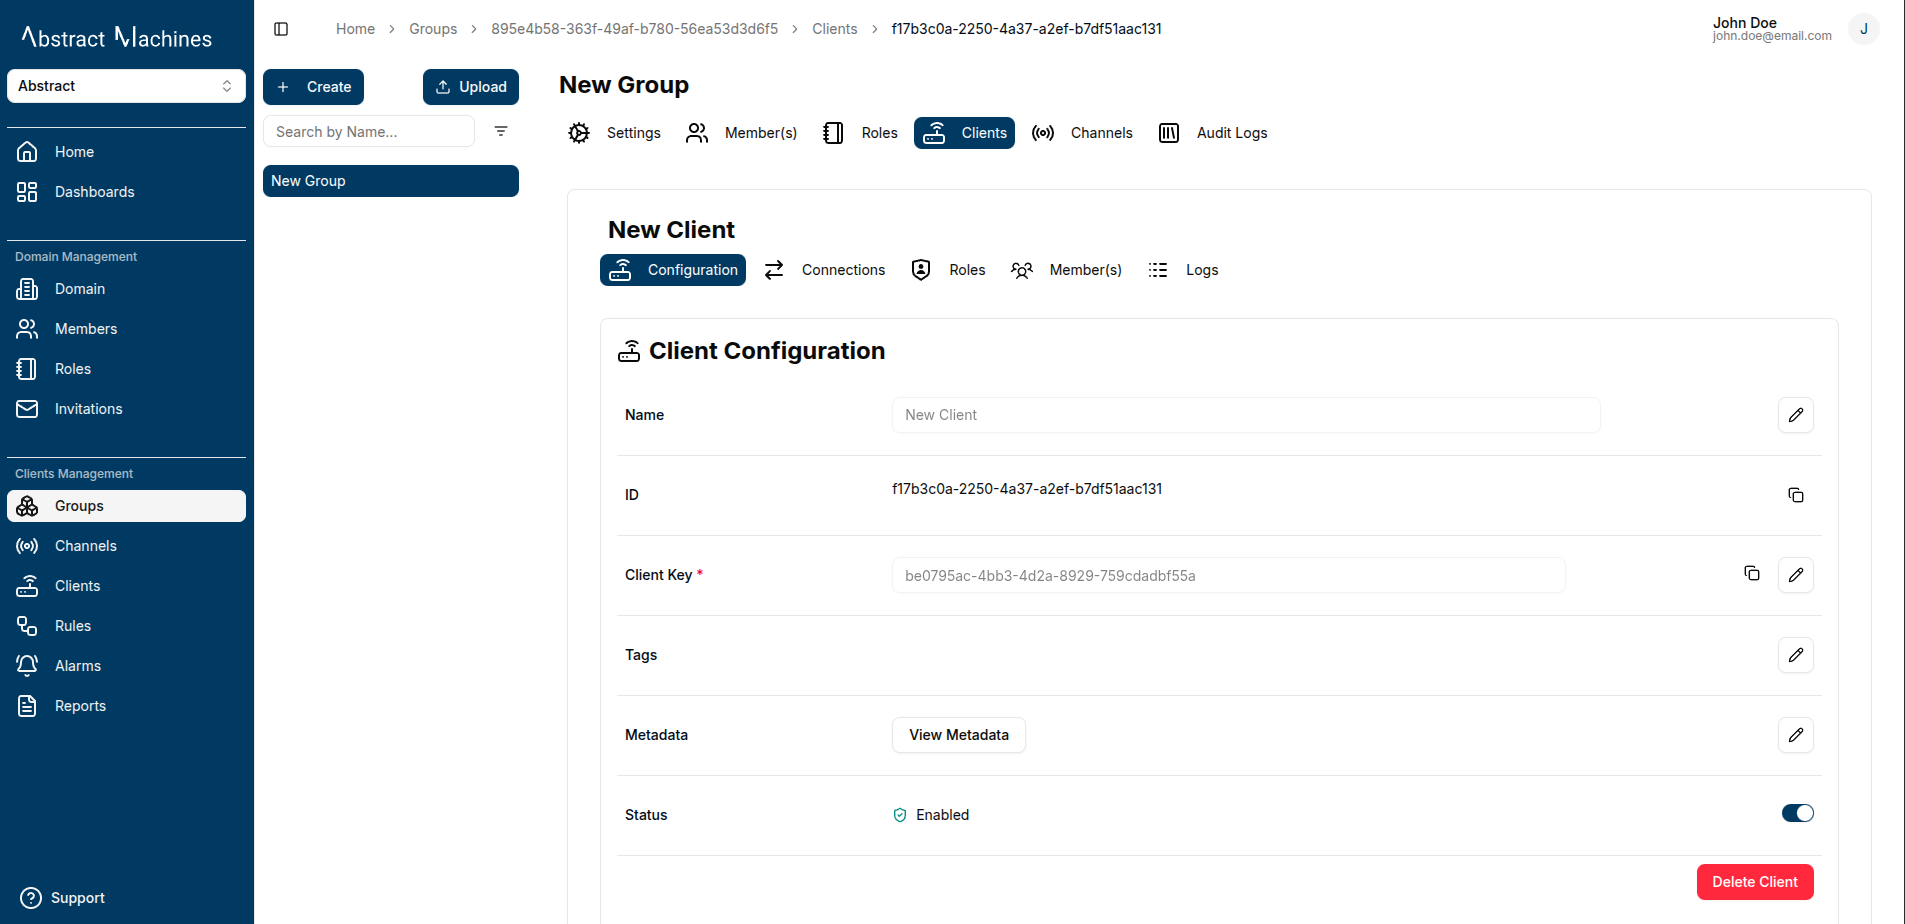 Abstract Machines
Abstract
Home
Dashboards
Domain Management
Domain
Members
Roles
Invitations
Clients Management
Groups
Channels
Clients
Rules
Alarms
Reports
Support
Home > Groups > 895e4b58-363f-49af-b780-56ea53d3d6f5 > Clients > f17b3c0a-2250-4a37-a2ef-b7df51aac131
John Doe
john.doe@email.com
J
+ Create
Upload
Search by Name...
New Group
New Group
Settings Member(s) Roles Clients Channels Audit Logs
New Client
Configuration Connections Roles Member(s) Logs
Client Configuration
Name New Client
ID f17b3c0a-2250-4a37-a2ef-b7df51aac131
Client Key * be0795ac-4bb3-4d2a-8929-759cdadbf55a
Tags
Metadata View Metadata
Status Enabled
Delete Client